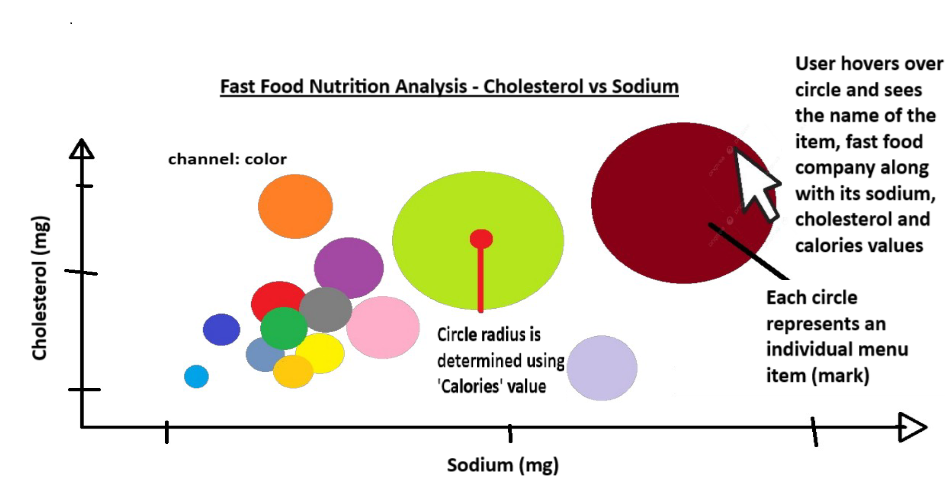 Fast Food Nutrition Analysis - Cholesterol vs Sodium
channel: color
User hovers over
circle and sees
the name of the
item, fast food
company along
with its sodium,
cholesterol and
calories values
Cholesterol (mg)
Circle radius is
determined using
'Calories' value
Each circle
represents an
individual menu
item (mark)
Sodium (mg)